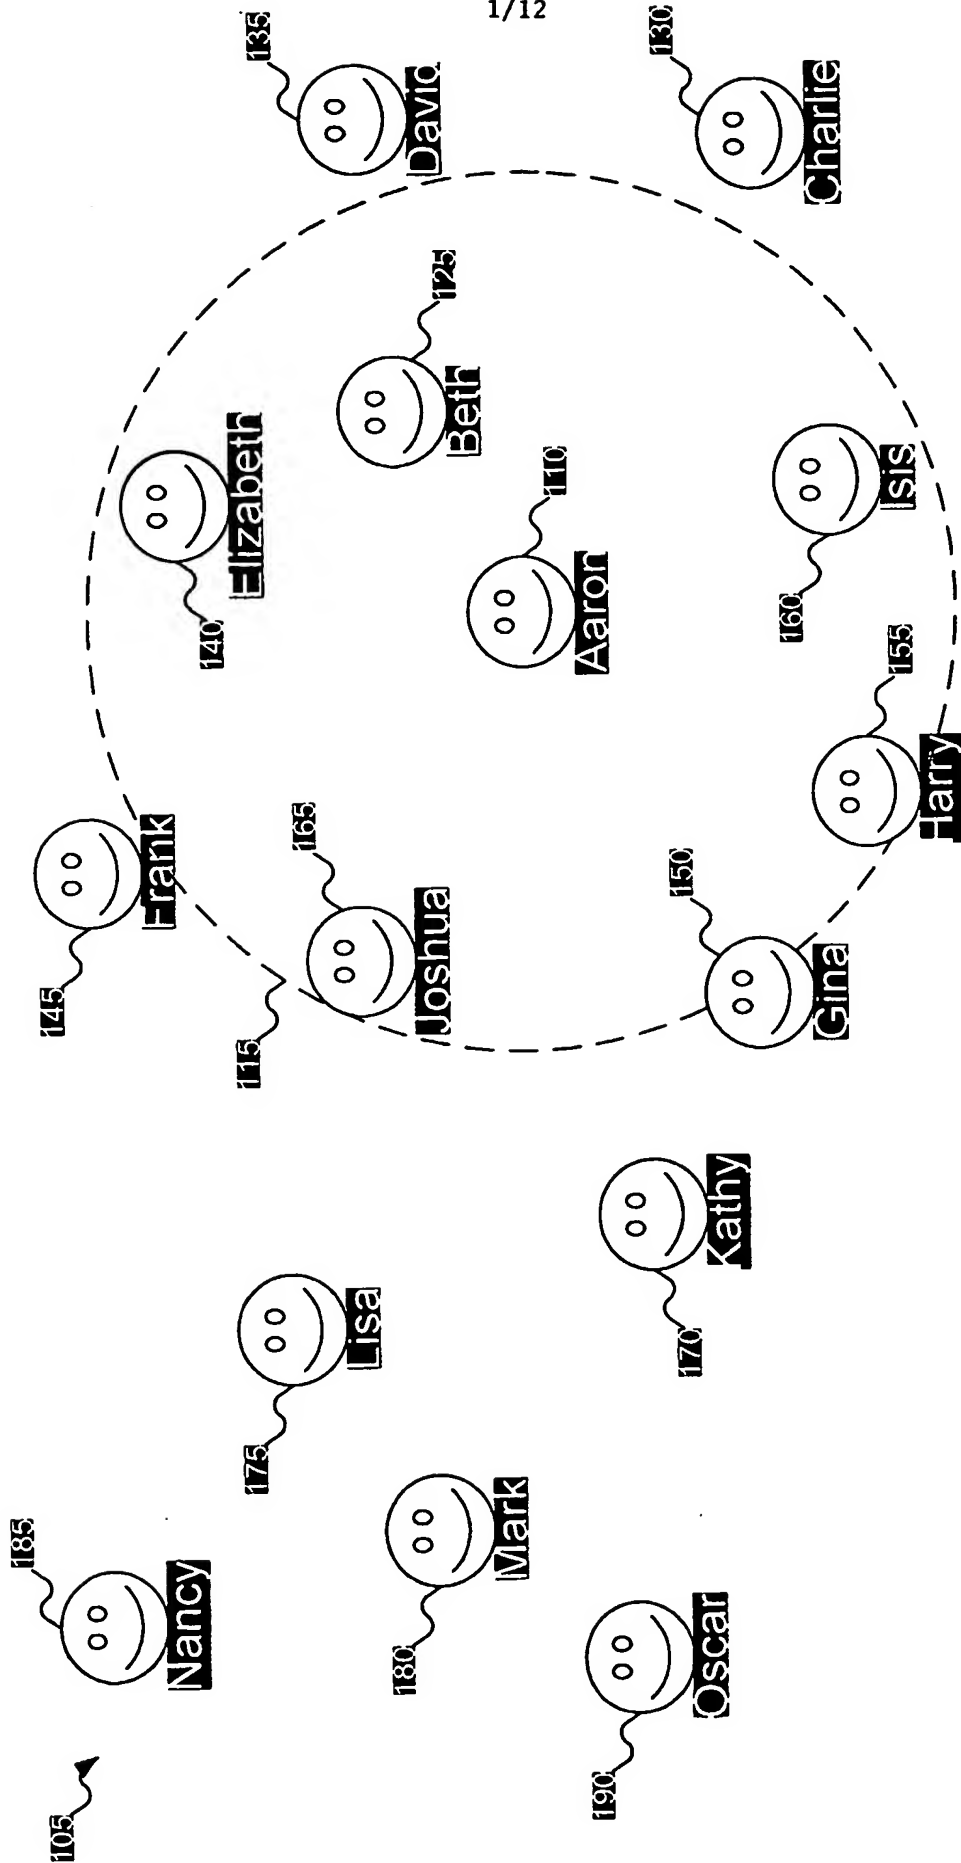 1/12
105
185
Nancy
190
Oscar
180
Mark
175
Lisa
170
Kathy
145
Frank
115
165
Joshua
150
Gina
155
Harry
140
Elizabeth
110
Aaron
160
Isis
125
Beth
135
David
130
Charlie